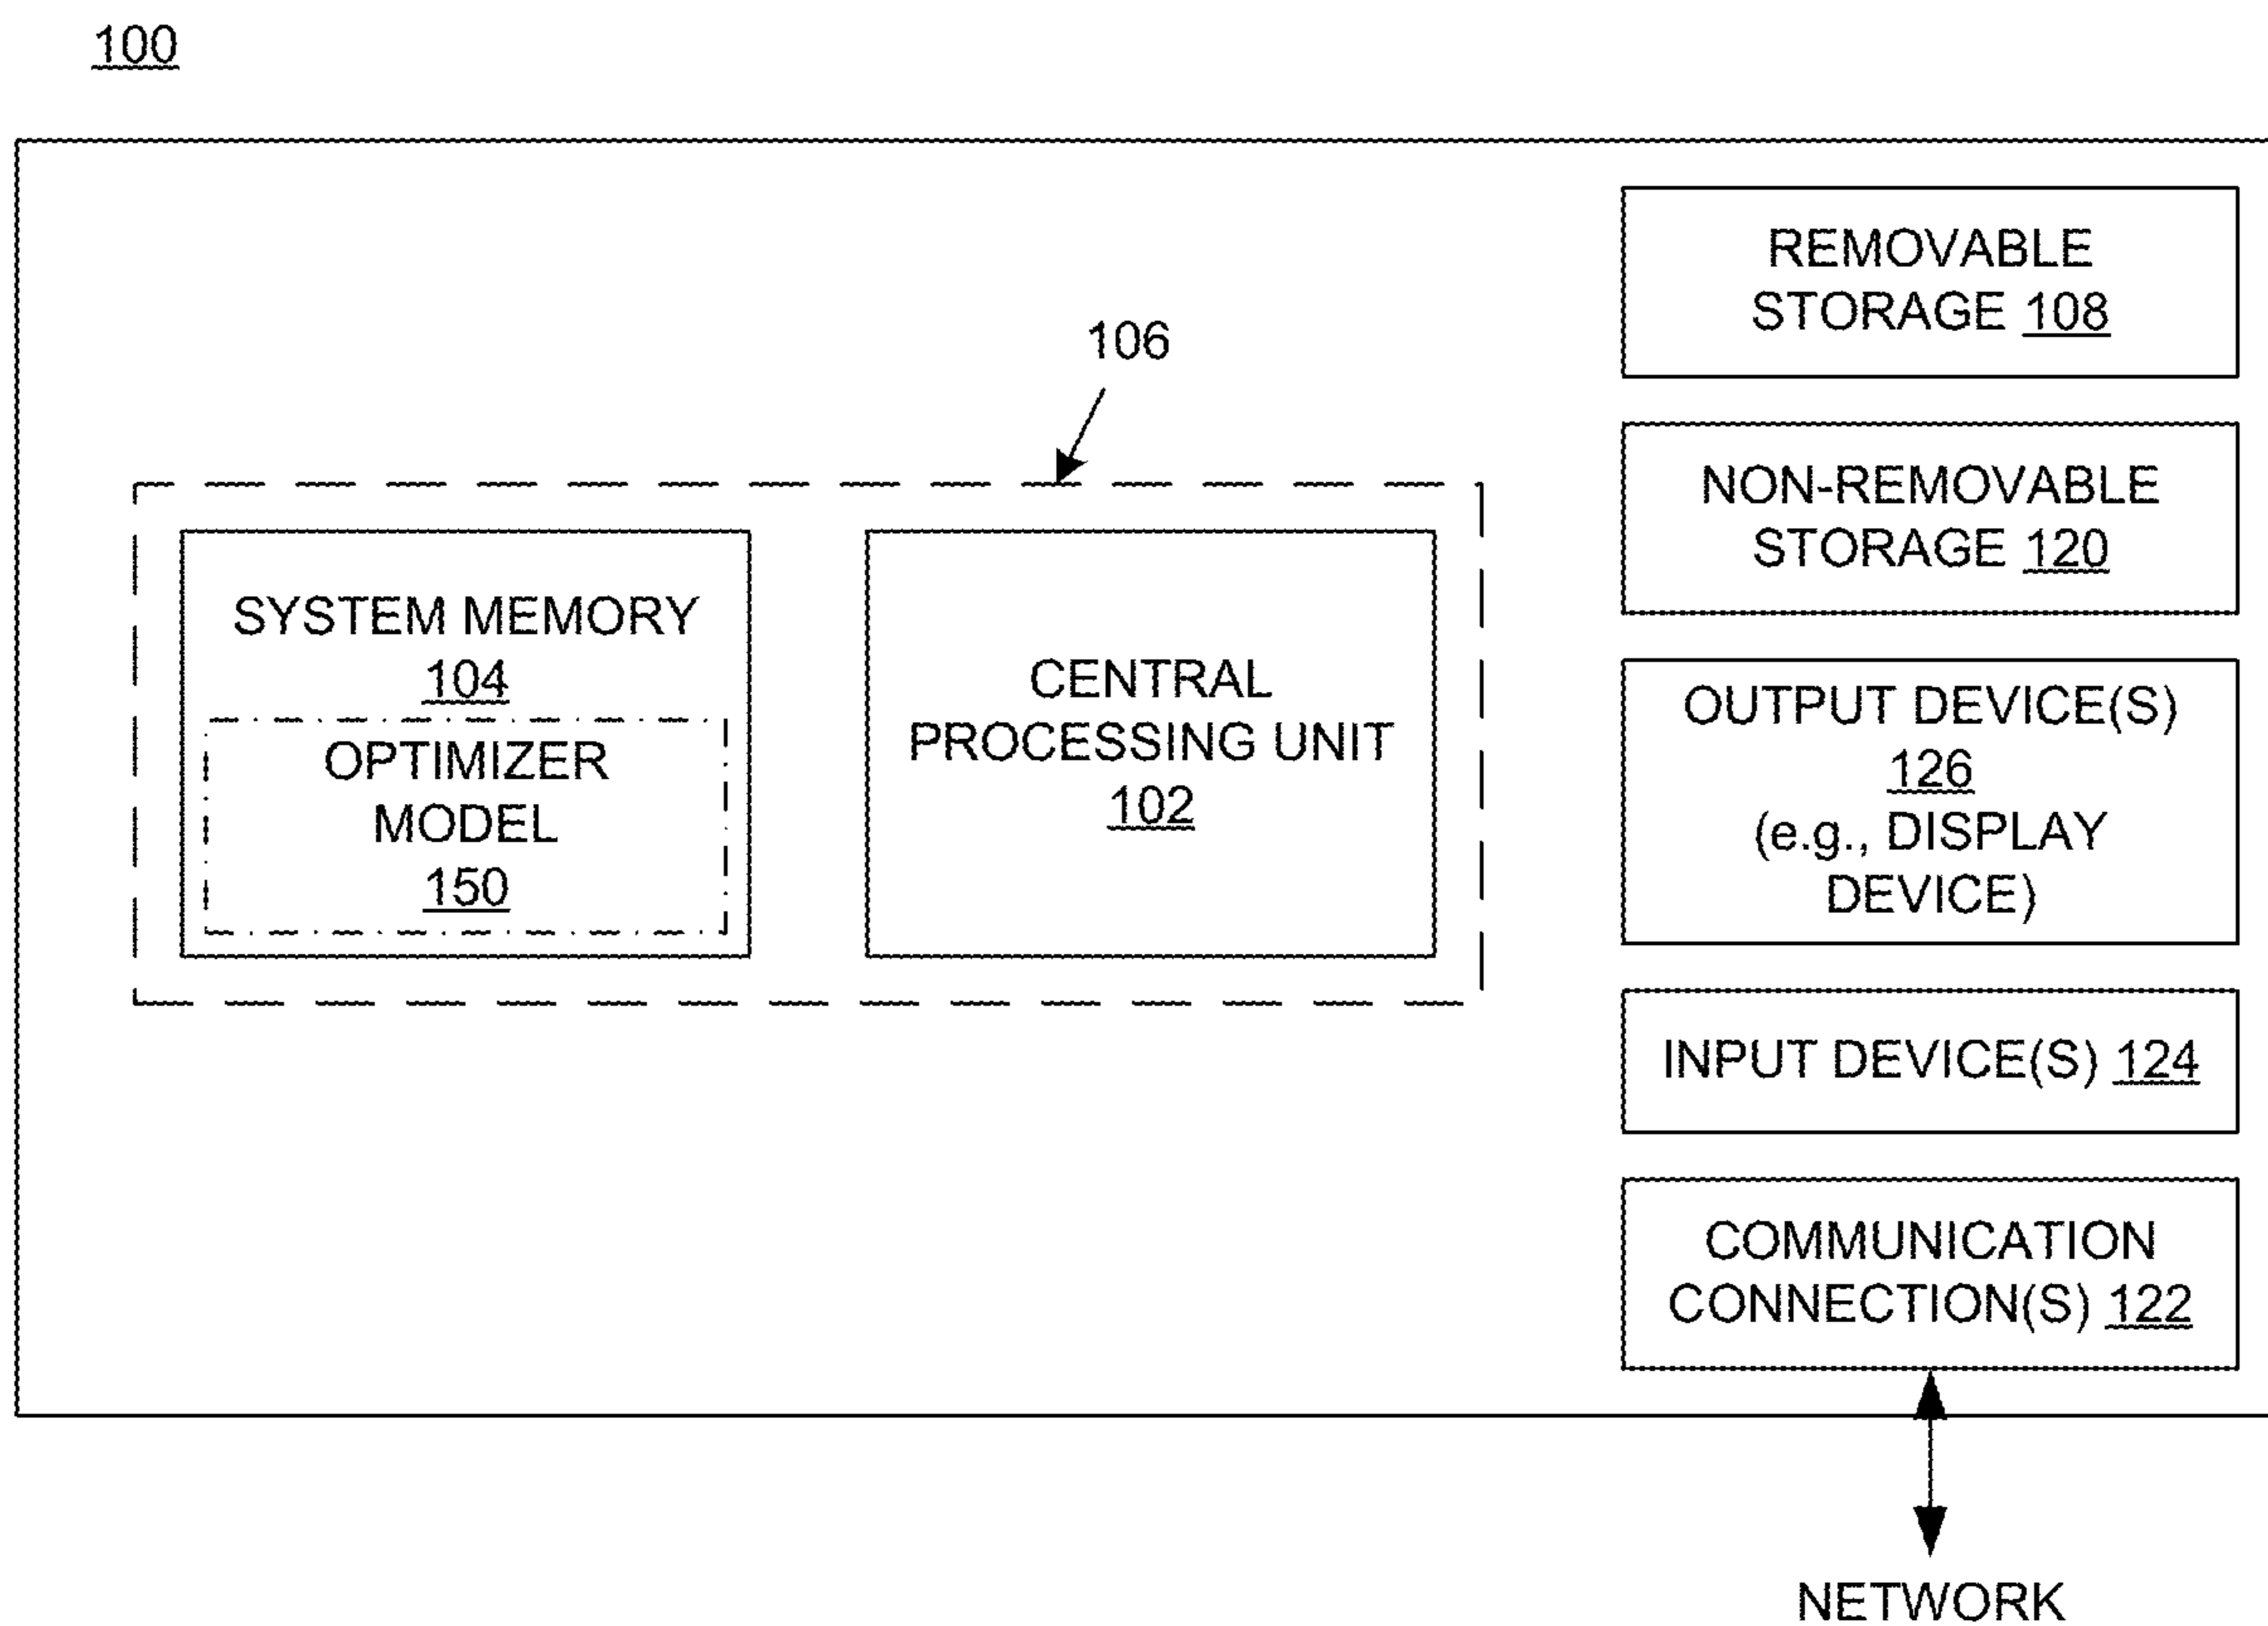 100
106
SYSTEM MEMORY
104
OPTIMIZER
MODEL
150
CENTRAL
PROCESSING UNIT
102
REMOVABLE
STORAGE 108
NON-REMOVABLE
STORAGE 120
OUTPUT DEVICE(S)
126
(e.g., DISPLAY
DEVICE)
INPUT DEVICE(S) 124
COMMUNICATION
CONNECTION(S) 122
NETWORK